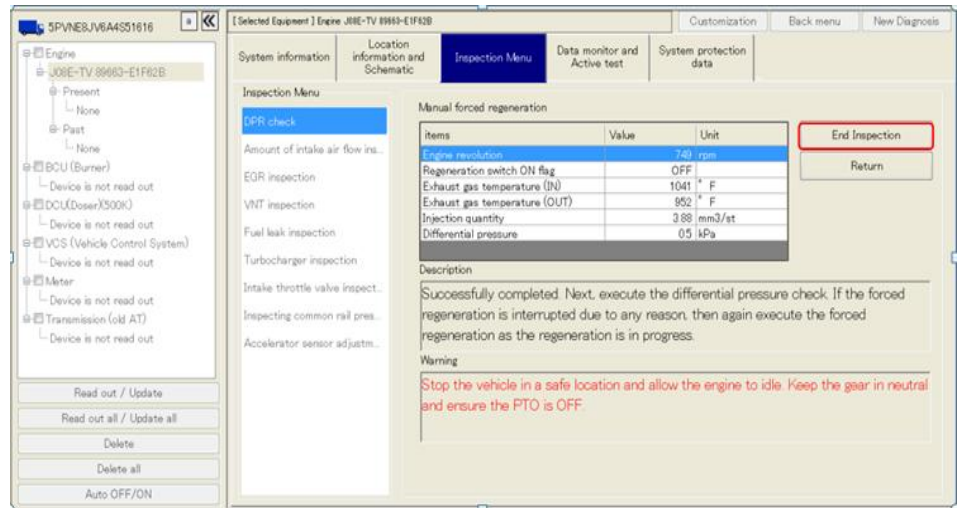 5PVNE8JV6A4S51616
[ Selected Equipment ] Engine J08E-TV 89663-E1F62B
Customization
Back menu
New Diagnosis
Engine
J08E-TV 89663-E1F62B
Present
None
Past
None
BCU (Burner)
Device is not read out
DCU(Doser)(500K)
Device is not read out
VCS (Vehicle Control System)
Device is not read out
Meter
Device is not read out
Transmission (old AT)
Device is not read out
Read out / Update
Read out all / Update all
Delete
Delete all
Auto OFF/ON
System information
Location
information and
Schematic
Inspection Menu
Data monitor and
Active test
System protection
data
Inspection Menu
DPR check
Amount of intake air flow ins...
EGR inspection
VNT inspection
Fuel leak inspection
Turbocharger inspection
Intake throttle valve inspect...
Inspecting common rail pres...
Accelerator sensor adjustm...
Manual forced regeneration
items Value Unit
Engine revolution 749 rpm
Regeneration switch ON flag OFF
Exhaust gas temperature (IN) 1041 ° F
Exhaust gas temperature (OUT) 952 ° F
Injection quantity 3.88 mm3/st
Differential pressure 0.5 kPa
End Inspection
Return
Description
Successfully completed. Next, execute the differential pressure check. If the forced
regeneration is interrupted due to any reason, then again execute the forced
regeneration as the regeneration is in progress.
Warning
Stop the vehicle in a safe location and allow the engine to idle. Keep the gear in neutral
and ensure the PTO is OFF.